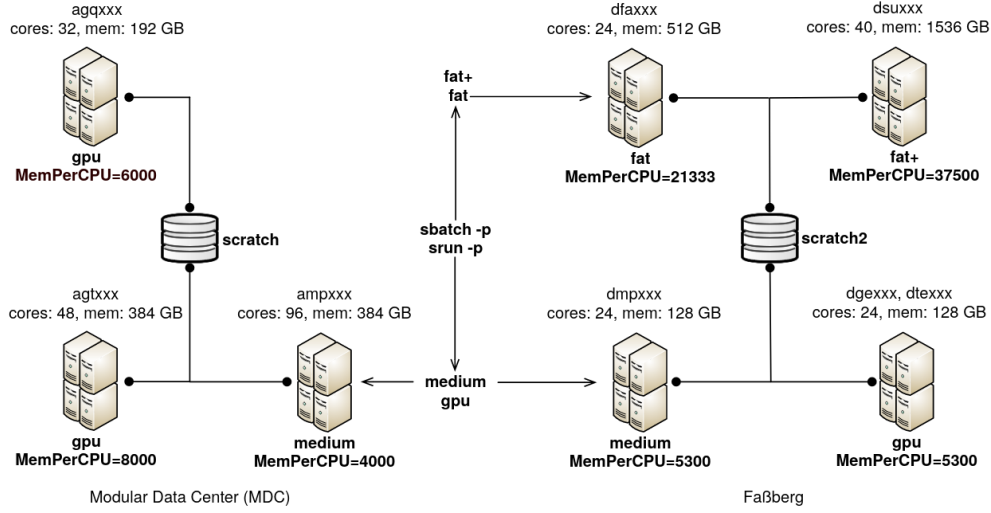 agqxxx
cores: 32, mem: 192 GB
gpu
MemPerCPU=6000
scratch
agtxxx
cores: 48, mem: 384 GB
gpu
MemPerCPU=8000
ampxxx
cores: 96, mem: 384 GB
medium
MemPerCPU=4000
Modular Data Center (MDC)
fat+
fat
sbatch -p
srun -p
medium
gpu
dfaxxx
cores: 24, mem: 512 GB
fat
MemPerCPU=21333
dsuxxx
cores: 40, mem: 1536 GB
fat+
MemPerCPU=37500
scratch2
dmpxxx
cores: 24, mem: 128 GB
medium
MemPerCPU=5300
dgexxx, dtexxx
cores: 24, mem: 128 GB
gpu
MemPerCPU=5300
Faßberg